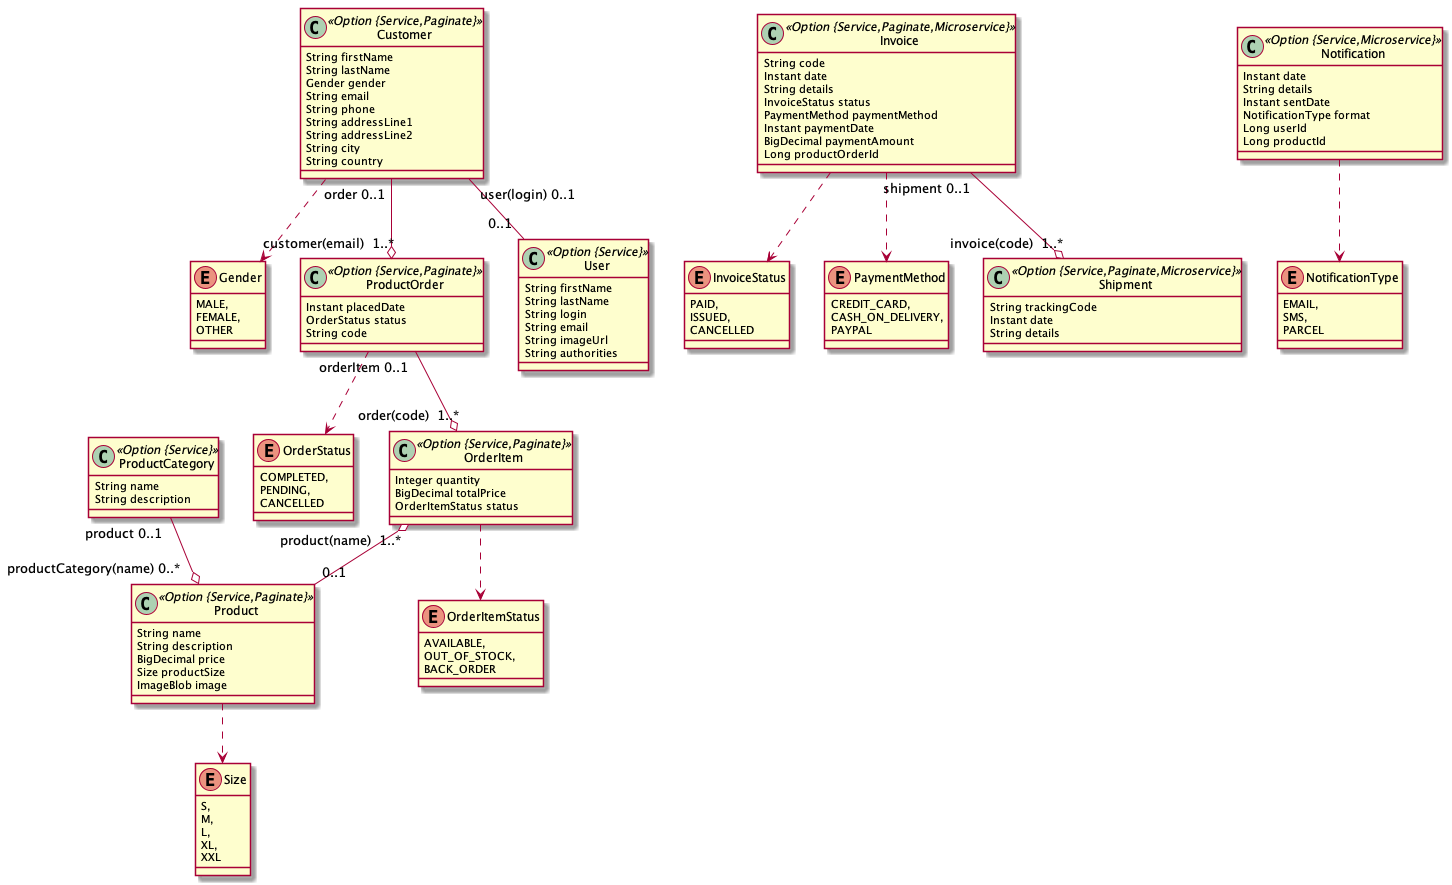 C «Option {Service,Paginate}»
Customer
String firstName
String lastName
Gender gender
String email
String phone
String addressLine1
String addressLine2
String city
String country
C «Option {Service,Paginate,Microservice}»
Invoice
String code
Instant date
String details
InvoiceStatus status
PaymentMethod paymentMethod
Instant paymentDate
BigDecimal paymentAmount
Long productOrderId
C «Option {Service,Microservice}»
Notification
Instant date
String details
Instant sentDate
NotificationType format
Long userId
Long productId
order 0..1
customer(email) 1..*
user(login) 0..1
0..1
shipment 0..1
invoice(code) 1..*
E Gender
MALE,
FEMALE,
OTHER
C «Option {Service,Paginate}»
ProductOrder
Instant placedDate
OrderStatus status
String code
C «Option {Service}»
User
String firstName
String lastName
String login
String email
String imageUrl
String authorities
E InvoiceStatus
PAID,
ISSUED,
CANCELLED
E PaymentMethod
CREDIT_CARD,
CASH_ON_DELIVERY,
PAYPAL
C «Option {Service,Paginate,Microservice}»
Shipment
String trackingCode
Instant date
String details
E NotificationType
EMAIL,
SMS,
PARCEL
orderItem 0..1
order(code) 1..*
C «Option {Service}»
ProductCategory
String name
String description
E OrderStatus
COMPLETED,
PENDING,
CANCELLED
C «Option {Service,Paginate}»
OrderItem
Integer quantity
BigDecimal totalPrice
OrderItemStatus status
product 0..1
productCategory(name) 0..*
product(name) 1..*
0..1
C «Option {Service,Paginate}»
Product
String name
String description
BigDecimal price
Size productSize
ImageBlob image
E OrderItemStatus
AVAILABLE,
OUT_OF_STOCK,
BACK_ORDER
E Size
S,
M,
L,
XL,
XXL